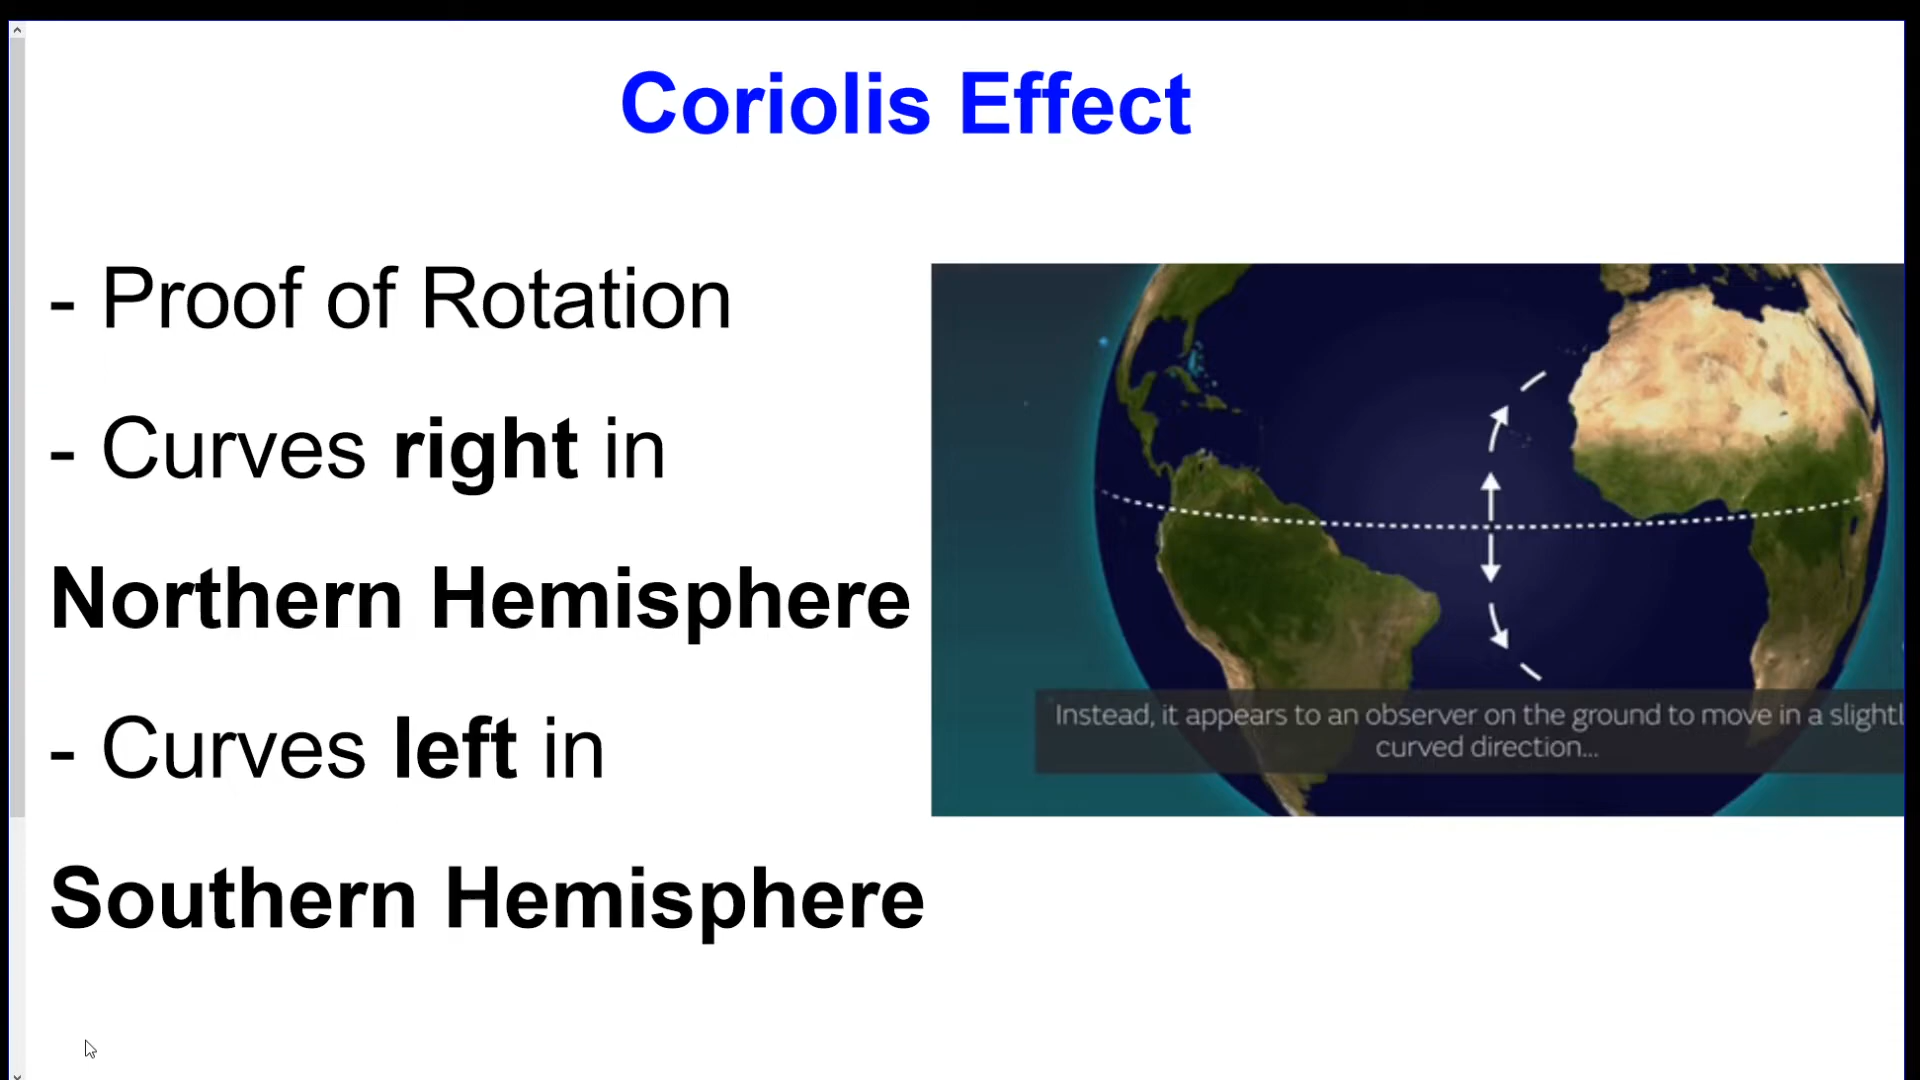 Coriolis Effect
- Proof of Rotation
- Curves right in
Northern Hemisphere
- Curves left in
Southern Hemisphere
Instead, it appears to an observer on the ground to move in a slightl
curved direction...